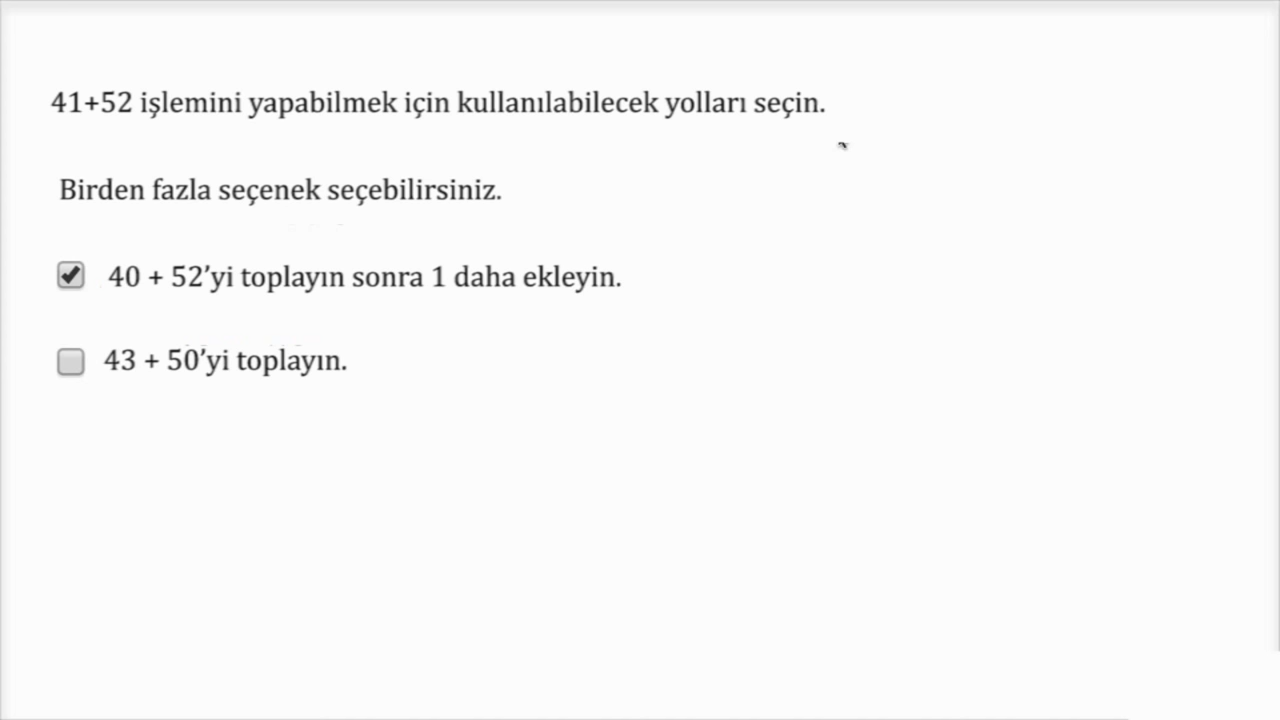 41+52 işlemini yapabilmek için kullanılabilecek yolları seçin.
Birden fazla seçenek seçebilirsiniz.
40 + 52’yi toplayın sonra 1 daha ekleyin.
43 + 50’yi toplayın.